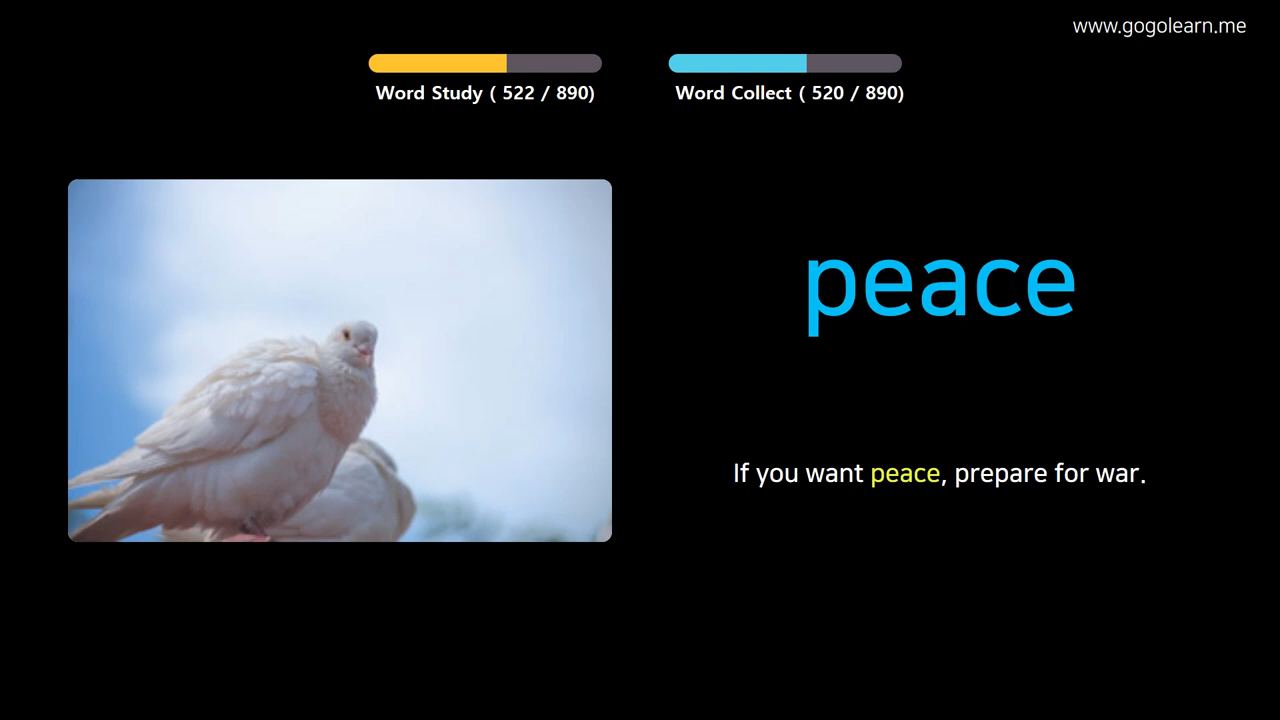 www.gogolearn.me
Word Study ( 522 / 890)
Word Collect ( 520 / 890)
peace
If you want peace, prepare for war.